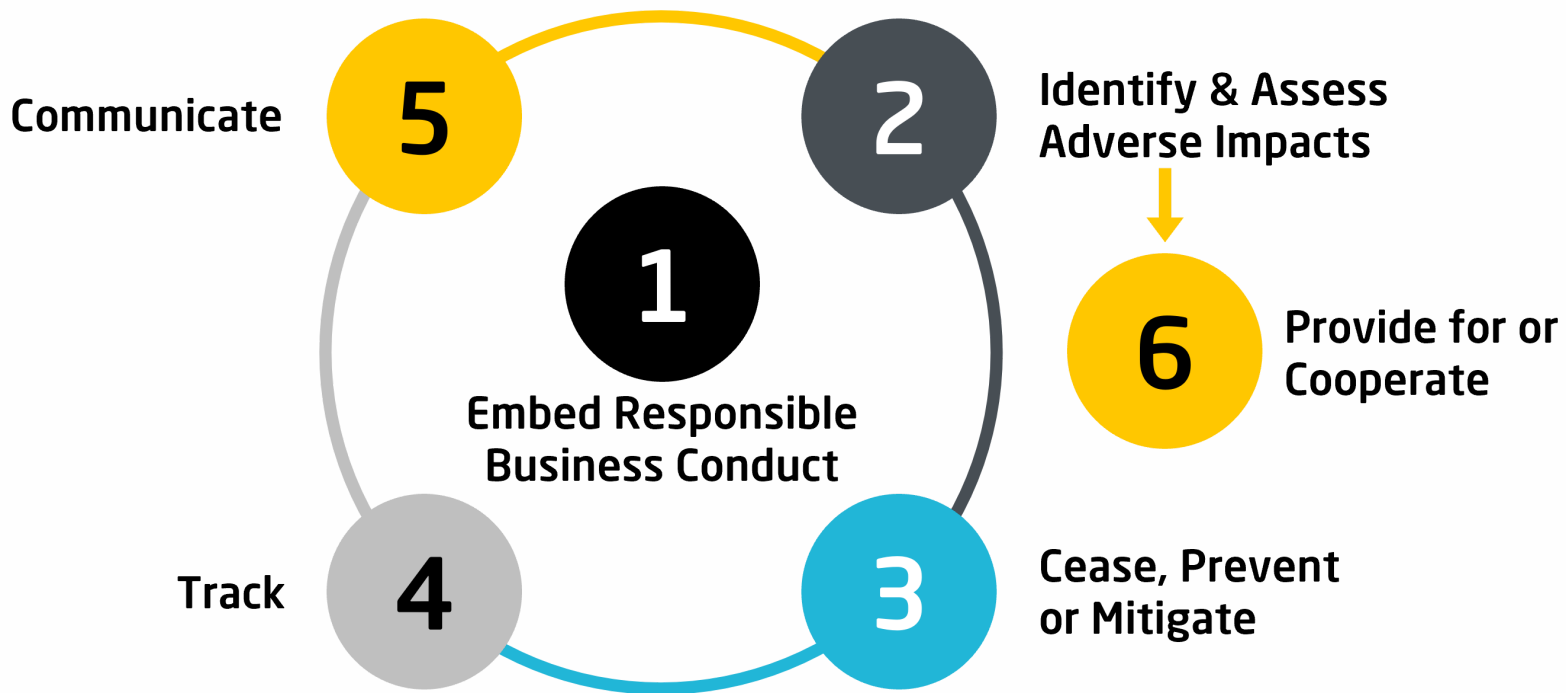 1
Embed Responsible
Business Conduct
2
Identify & Assess
Adverse Impacts
3
Cease, Prevent
or Mitigate
4
Track
5
Communicate
6
Provide for or
Cooperate